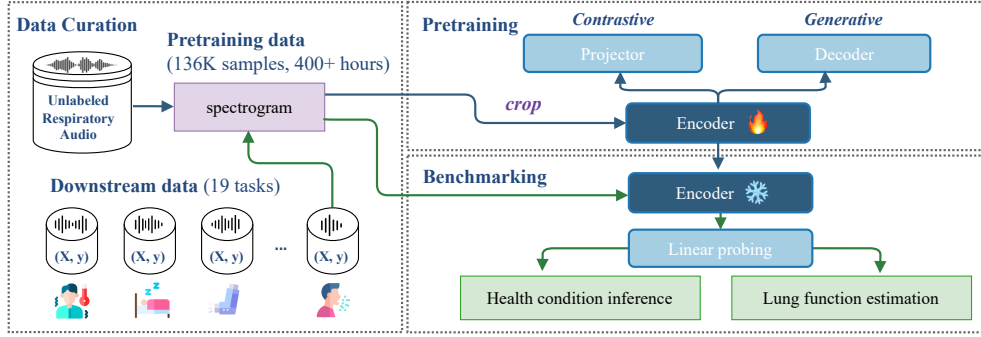 Data Curation
Unlabeled
Respiratory
Audio
Pretraining data
(136K samples, 400+ hours)
spectrogram
Downstream data (19 tasks)
(X, y)
(X, y)
(X, y)
...
(X, y)
z z z
Pretraining
Contrastive
Generative
Projector
Decoder
crop
Encoder
Benchmarking
Encoder
Linear probing
Health condition inference
Lung function estimation